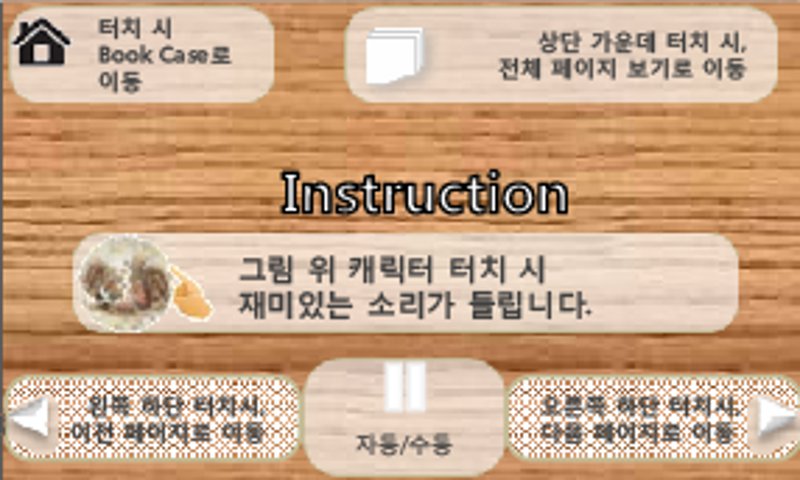 터치 시
Book Case로
이동
상단 가운데 터치 시,
전체 페이지 보기로 이동
Instruction
그림 위 캐릭터 터치 시
재미있는 소리가 들립니다.
왼쪽 하단 터치시,
이전 페이지로 이동
자동/수동
오른쪽 하단 터치시,
다음 페이지로 이동